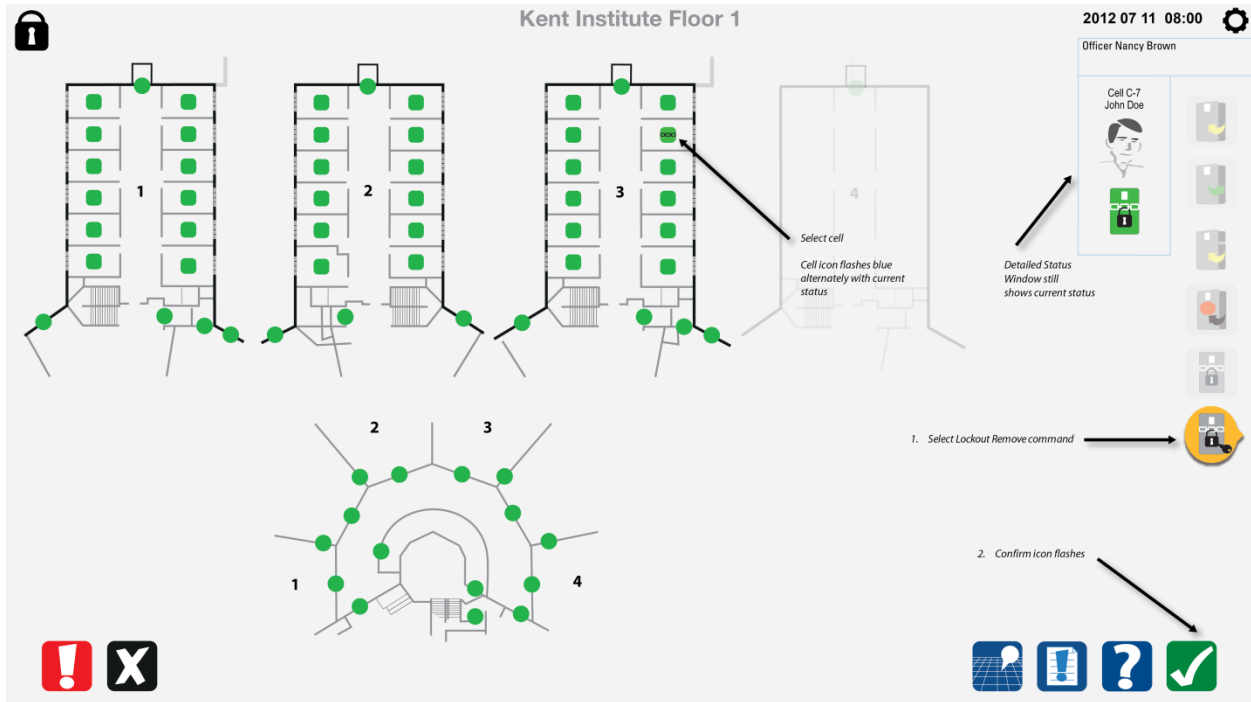 Kent Institute Floor 1
2012 07 11 08:00
Officer Nancy Brown
Cell C-7
John Doe
1
2
3
4
Select cell
Cell icon flashes blue
alternately with current
status
Detailed Status
Window still
shows current status
2
3
1
4
1. Select Lockout Remove command
2. Confirm icon flashes